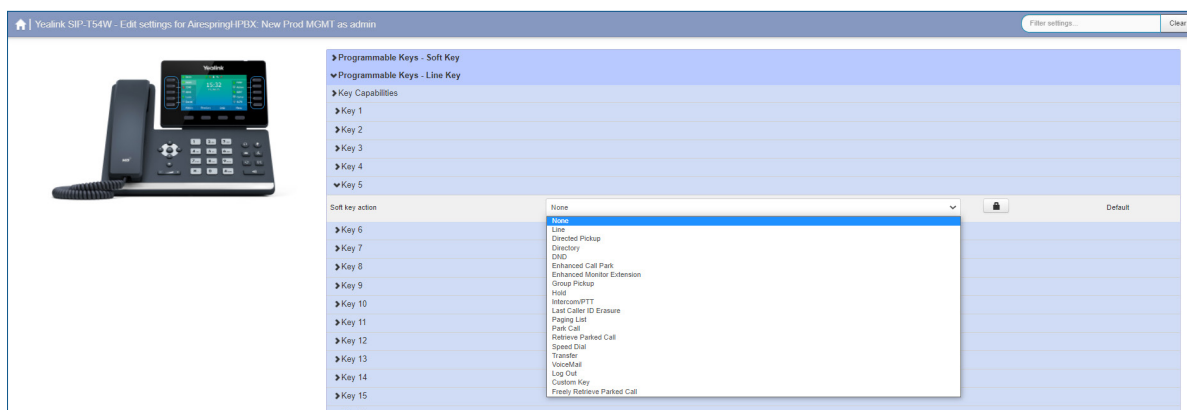 Yealink SIP-T54W - Edit settings for AirespringHPBX: New Prod MGMT as admin
Filter settings...
Clear
Yealink
15:32
Programmable Keys - Soft Key
Programmable Keys - Line Key
Key Capabilities
Key 1
Key 2
Key 3
Key 4
Key 5
Soft key action
None
Default
None
Line
Directed Pickup
Directory
DND
Enhanced Call Park
Enhanced Monitor Extension
Group Pickup
Hold
Intercom/PTT
Last Caller ID Erasure
Paging List
Park Call
Retrieve Parked Call
Speed Dial
Transfer
VoiceMail
Log Out
Custom Key
Freely Retrieve Parked Call
Key 6
Key 7
Key 8
Key 9
Key 10
Key 11
Key 12
Key 13
Key 14
Key 15